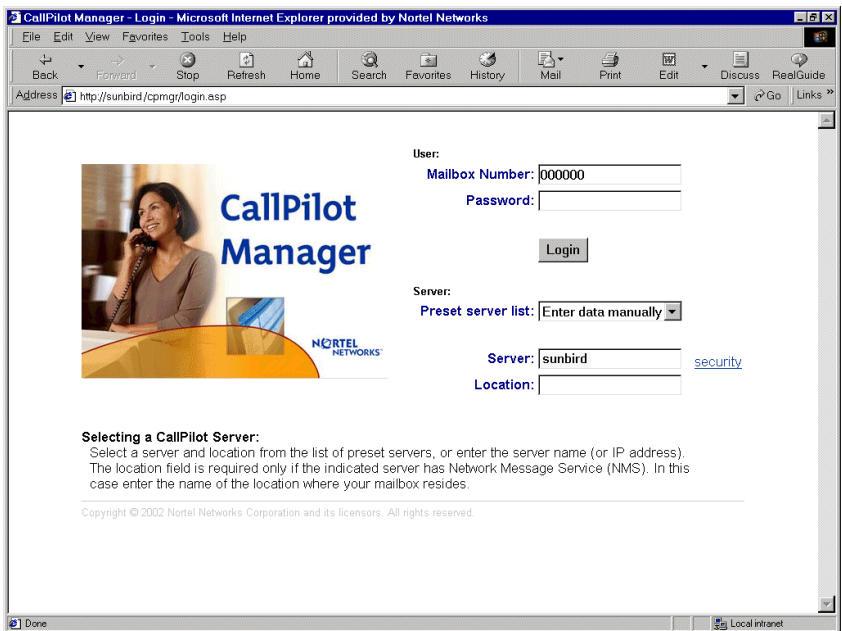 CallPilot Manager - Login - Microsoft Internet Explorer provided by Nortel Networks
File Edit View Favorites Tools Help
Back Forward Stop Refresh Home Search Favorites History Mail Print Edit Discuss RealGuide
Address http://sunbird/cpmgr/login.asp Go Links »
User:
Mailbox Number: 000000
Password:
CallPilot
Manager
Login
Server:
Preset server list: Enter data manually
NORTEL
NETWORKS
Server: sunbird security
Location:
Selecting a CallPilot Server:
Select a server and location from the list of preset servers, or enter the server name (or IP address).
The location field is required only if the indicated server has Network Message Service (NMS). In this
case enter the name of the location where your mailbox resides.
Copyright © 2002 Nortel Networks Corporation and its licensors. All rights reserved.
Done Local intranet